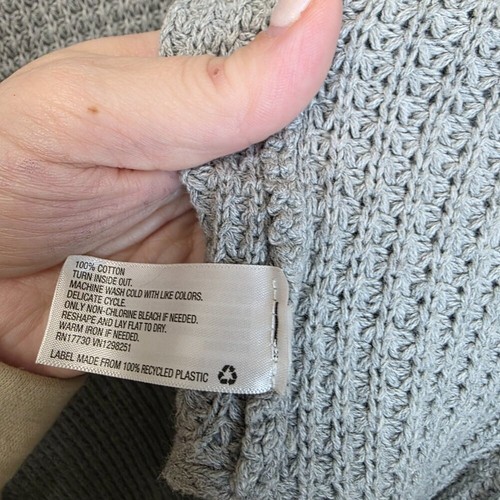 100% COTTON
TURN INSIDE OUT.
MACHINE WASH COLD WITH LIKE COLORS.
DELICATE CYCLE.
ONLY NON-CHLORINE BLEACH IF NEEDED.
RESHAPE AND LAY FLAT TO DRY.
WARM IRON IF NEEDED.
RN17730 VN1298251
LABEL MADE FROM 100% RECYCLED PLASTIC